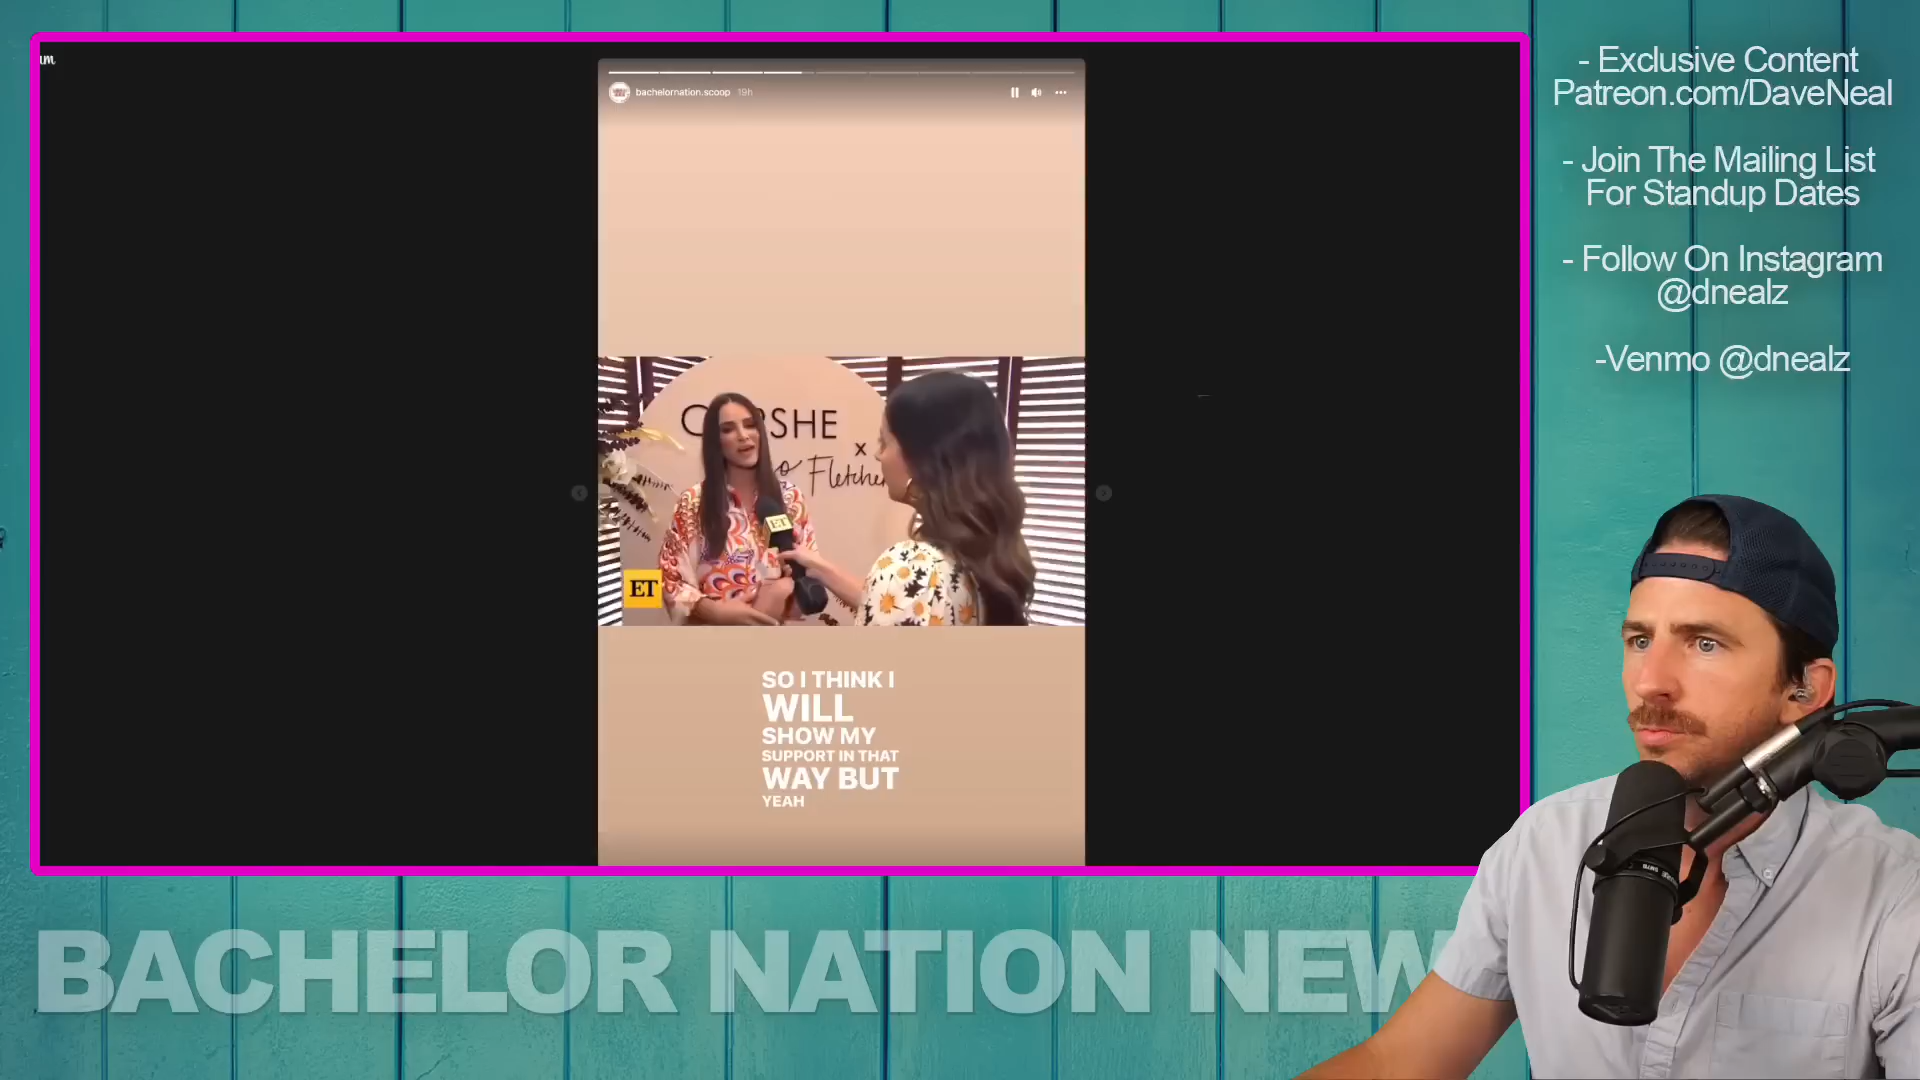 bachelornation.scoop 19h
SHE
x
Fletcher
ET
ET
SO I THINK I
WILL
SHOW MY
SUPPORT IN THAT
WAY BUT
YEAH
- Exclusive Content
Patreon.com/DaveNeal
- Join The Mailing List
For Standup Dates
- Follow On Instagram
@dnealz
-Venmo @dnealz
BACHELOR NATION NEW